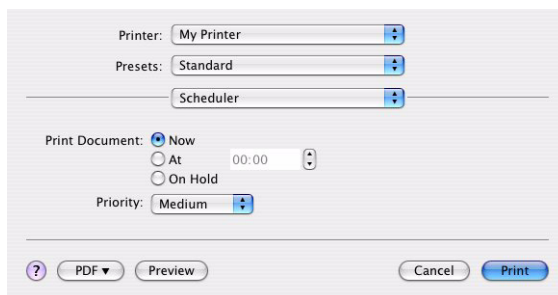 Printer: My Printer
Presets: Standard
Scheduler
Print Document: Now
At 00:00
On Hold
Priority: Medium
? PDF ▼ Preview Cancel Print